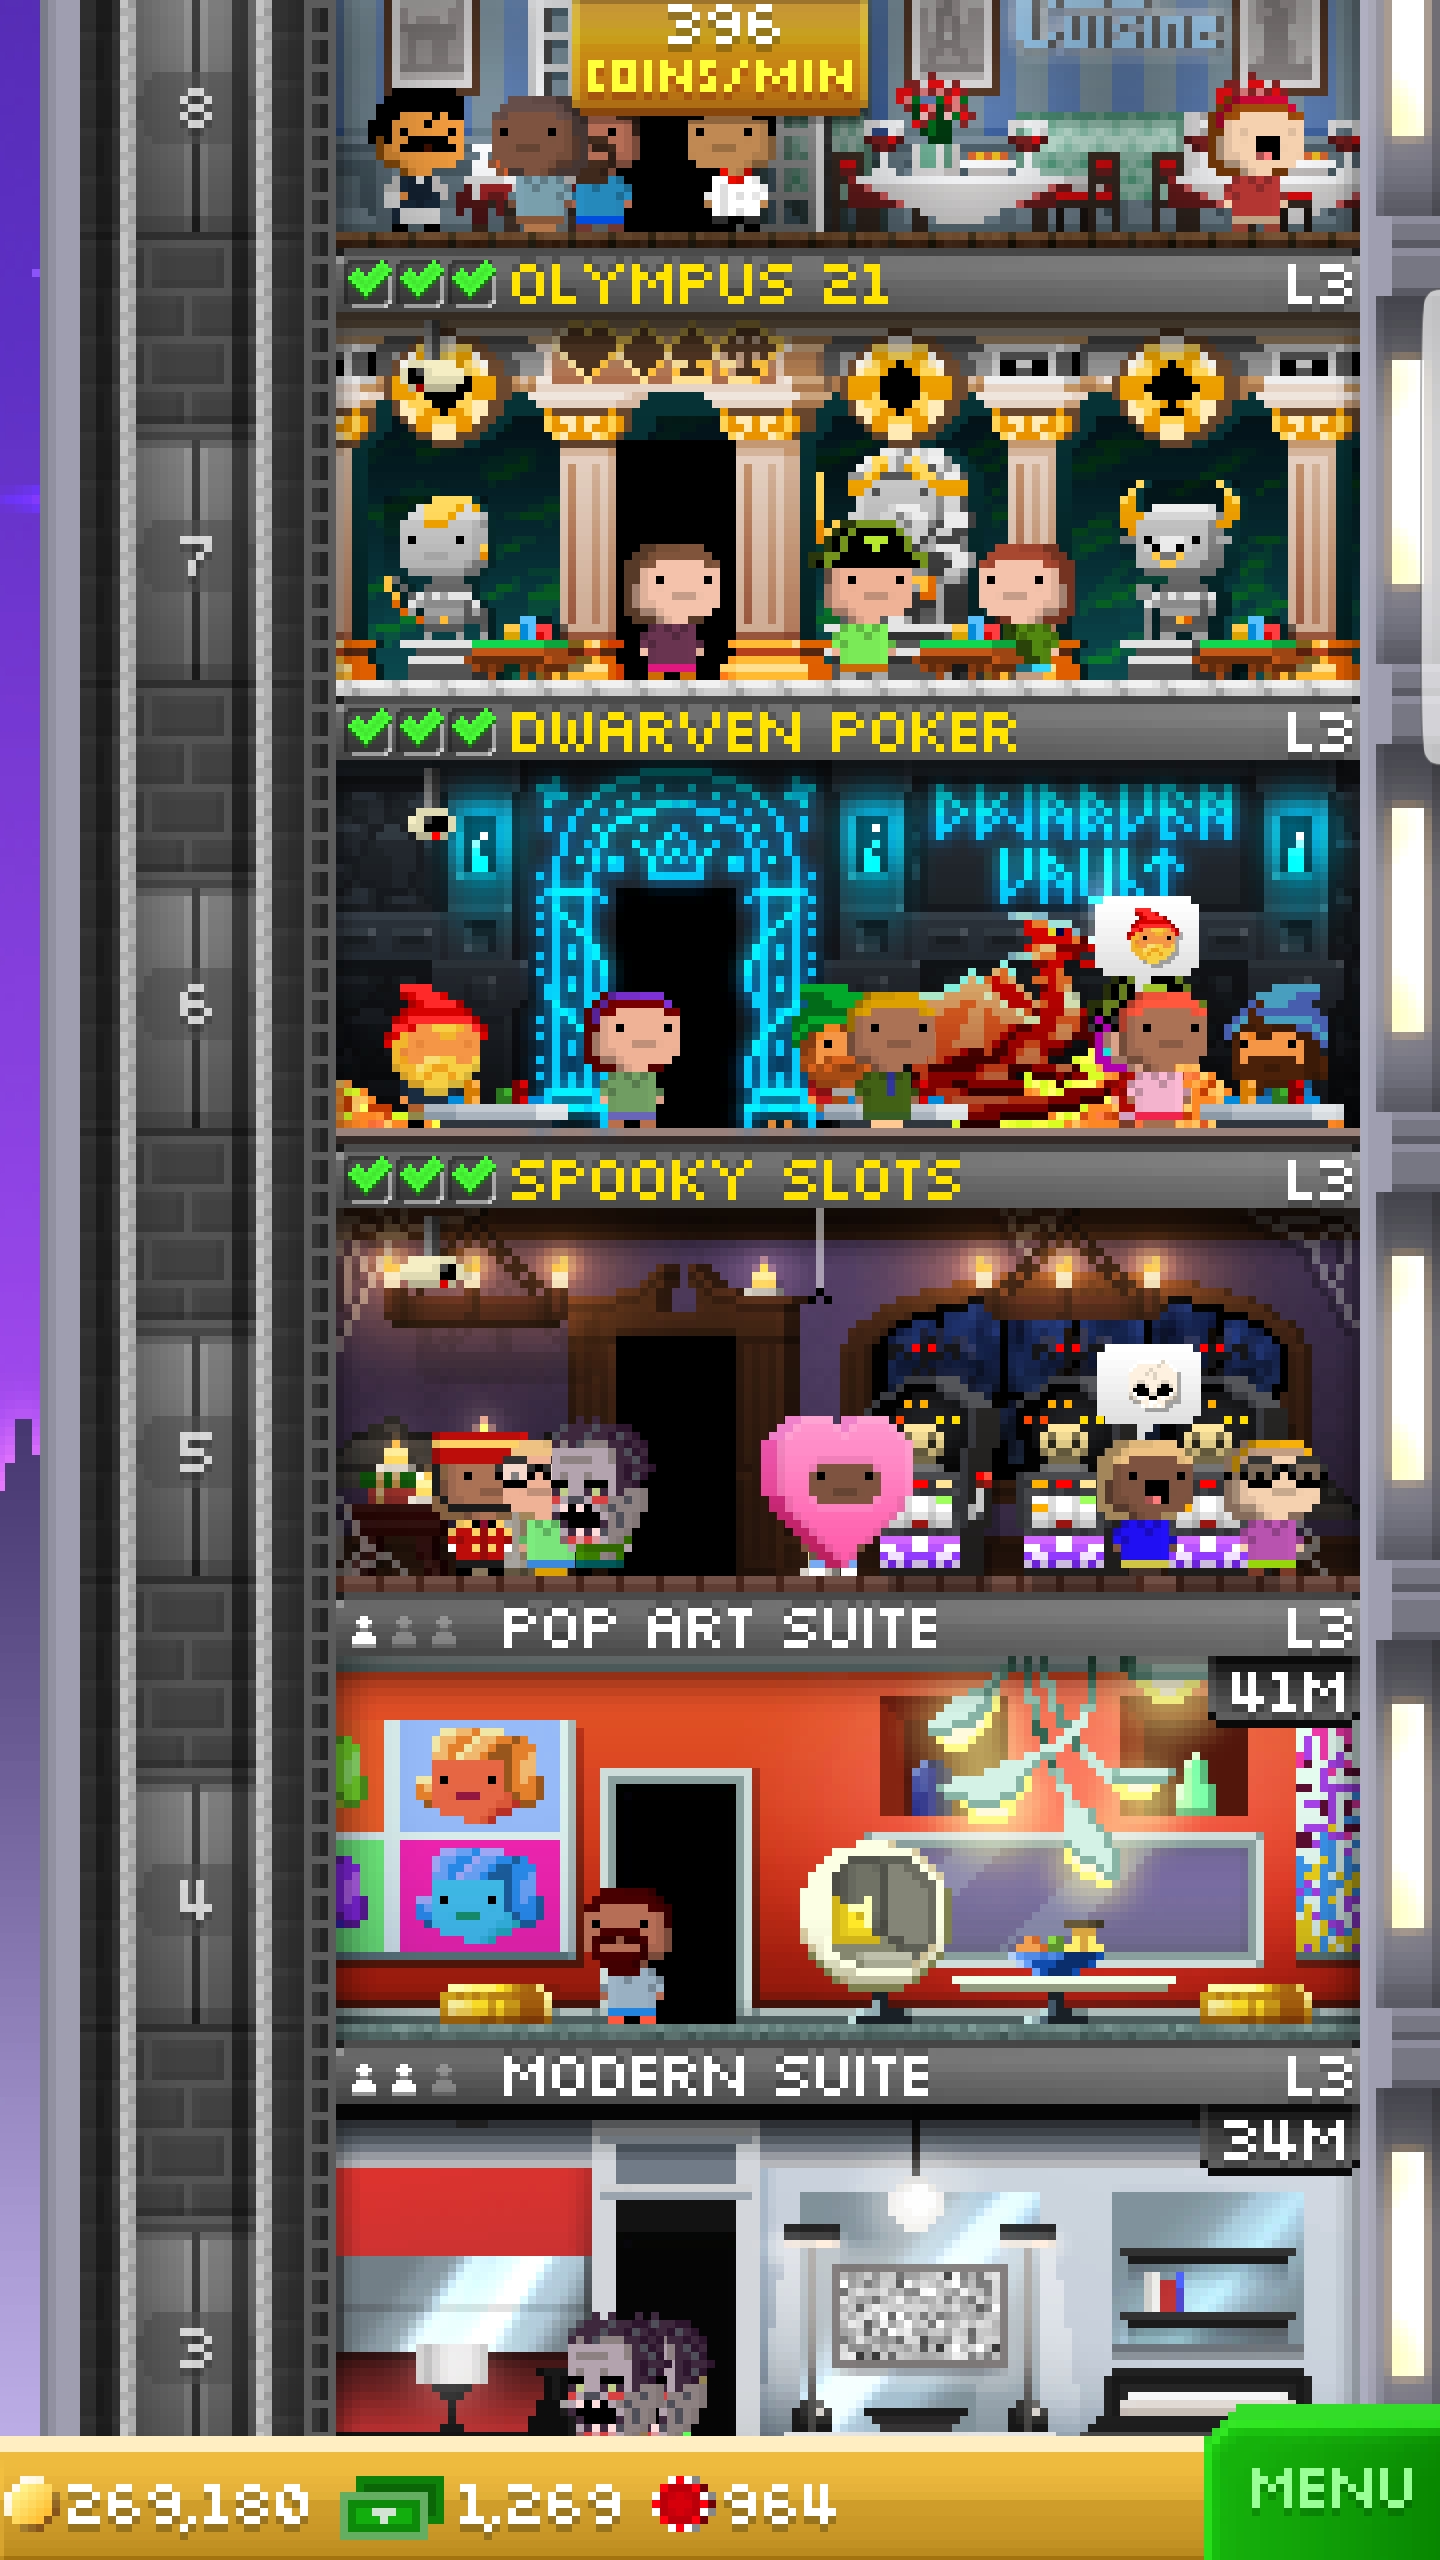 396
COINS/MIN
Cuisine
8
OLYMPUS 21
L3
7
DWARVEN POKER
L3
DWARVEN
VAULT
6
SPOOKY SLOTS
L3
5
POP ART SUITE
L3
41M
4
MODERN SUITE
L3
34M
3
269,180
1,269
964
MENU